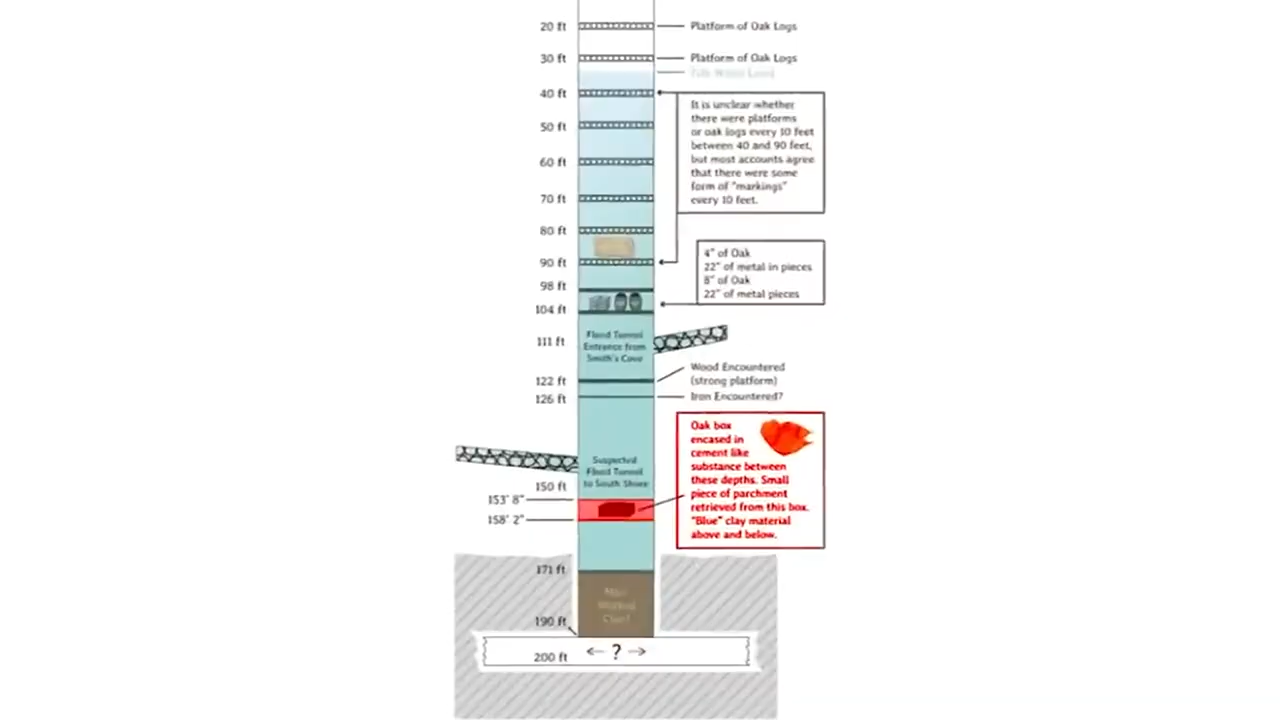 20 ft
Platform of Oak Logs
30 ft
Platform of Oak Logs
40 ft
It is unclear whether
there were platforms
or oak logs every 10 feet
between 40 and 90 feet,
but most accounts agree
that there were some
form of "markings"
every 10 feet.
50 ft
60 ft
70 ft
80 ft
90 ft
4" of Oak
22" of metal in pieces
8" of Oak
22" of metal pieces
98 ft
104 ft
111 ft
Flood Tunnel
Entrance from
Smith's Cove
122 ft
Wood Encountered
(strong platform)
126 ft
Iron Encountered?
Oak box
encased in
cement like
substance between
these depths. Small
piece of parchment
retrieved from this box.
"Blue" clay material
above and below.
Suspected
Flood Tunnel
to South Shore
150 ft
153' 8"
158' 2"
171 ft
190 ft
200 ft
← ? →